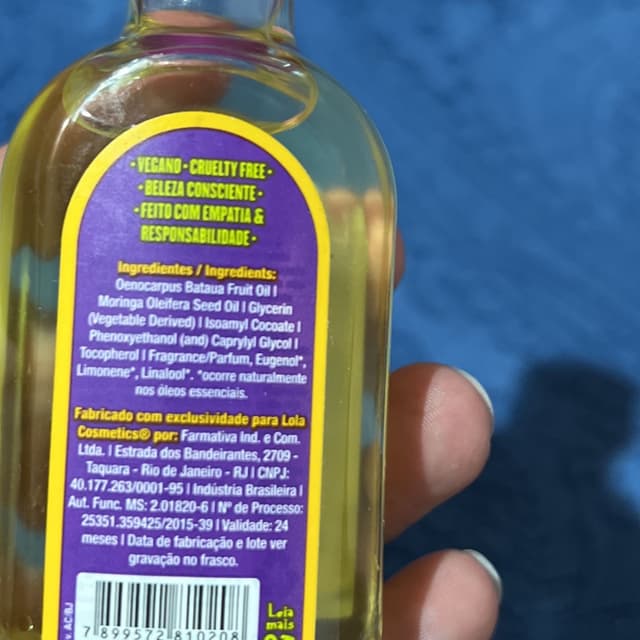 •VEGANO•CRUELTY FREE•
•BELEZA CONSCIENTE•
•FEITO COM EMPATIA &
RESPONSABILIDADE•
Ingredientes / Ingredients:
Oenocarpus Bataua Fruit Oil |
Moringa Oleifera Seed Oil | Glycerin
(Vegetable Derived) | Isoamyl Cocoate |
Phenoxyethanol (and) Caprylyl Glycol |
Tocopherol | Fragrance/Parfum, Eugenol*,
Limonene*, Linalool*. *ocorre naturalmente
nos óleos essenciais.
Fabricado com exclusividade para Lola
Cosmetics® por: Farmativa Ind. e Com.
Ltda. | Estrada dos Bandeirantes, 2709 -
Taquara - Rio de Janeiro - RJ | CNPJ:
40.177.263/0001-95 | Indústria Brasileira |
Aut. Func. MS: 2.01820-6 | Nº de Processo:
25351.359425/2015-39 | Validade: 24
meses | Data de fabricação e lote ver
gravação no frasco.
v. AC-BJ
7 899572 810208
Leia
mais